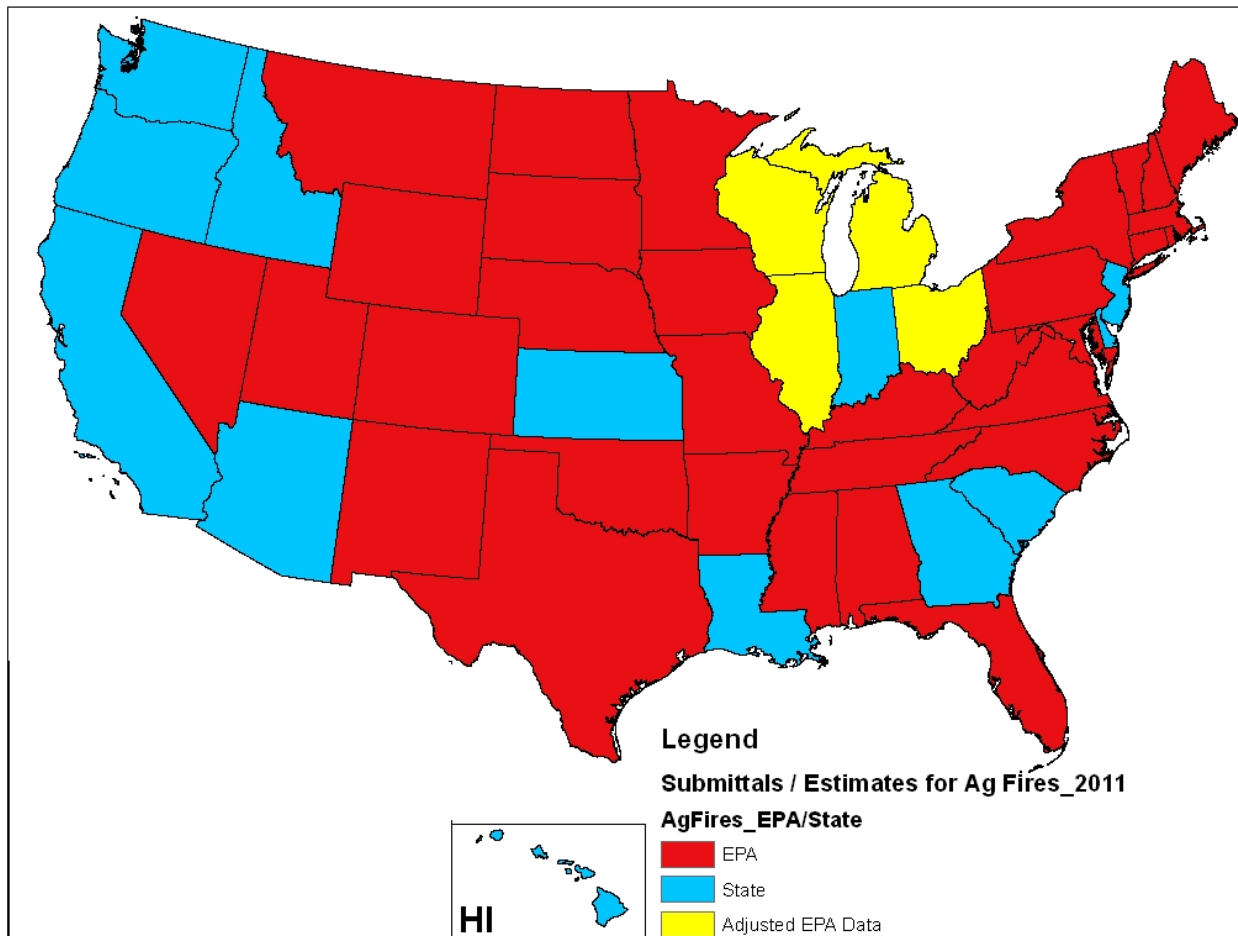 Legend
Submittals / Estimates for Ag Fires_2011
AgFires_EPA/State
EPA
State
Adjusted EPA Data
HI